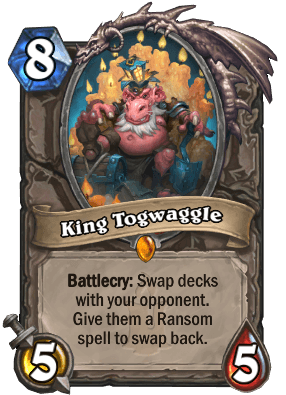 8
King Togwaggle
Battlecry: Swap decks
with your opponent.
Give them a Ransom
spell to swap back.
5
5